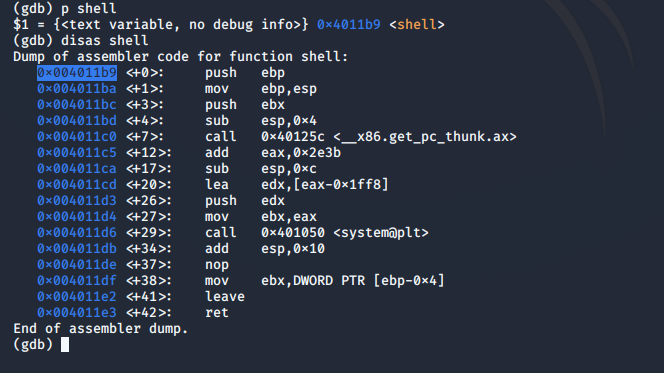 (gdb) p shell
$1 = {<text variable, no debug info>} 0×4011b9 <shell>
(gdb) disas shell
Dump of assembler code for function shell:
0×004011b9 <+0>: push ebp
0×004011ba <+1>: mov ebp,esp
0×004011bc <+3>: push ebx
0×004011bd <+4>: sub esp,0×4
0×004011c0 <+7>: call 0×40125c <__x86.get_pc_thunk.ax>
0×004011c5 <+12>: add eax,0×2e3b
0×004011ca <+17>: sub esp,0×c
0×004011cd <+20>: lea edx,[eax-0×1ff8]
0×004011d3 <+26>: push edx
0×004011d4 <+27>: mov ebx,eax
0×004011d6 <+29>: call 0×401050 <system@plt>
0×004011db <+34>: add esp,0×10
0×004011de <+37>: nop
0×004011df <+38>: mov ebx,DWORD PTR [ebp-0×4]
0×004011e2 <+41>: leave
0×004011e3 <+42>: ret
End of assembler dump.
(gdb)